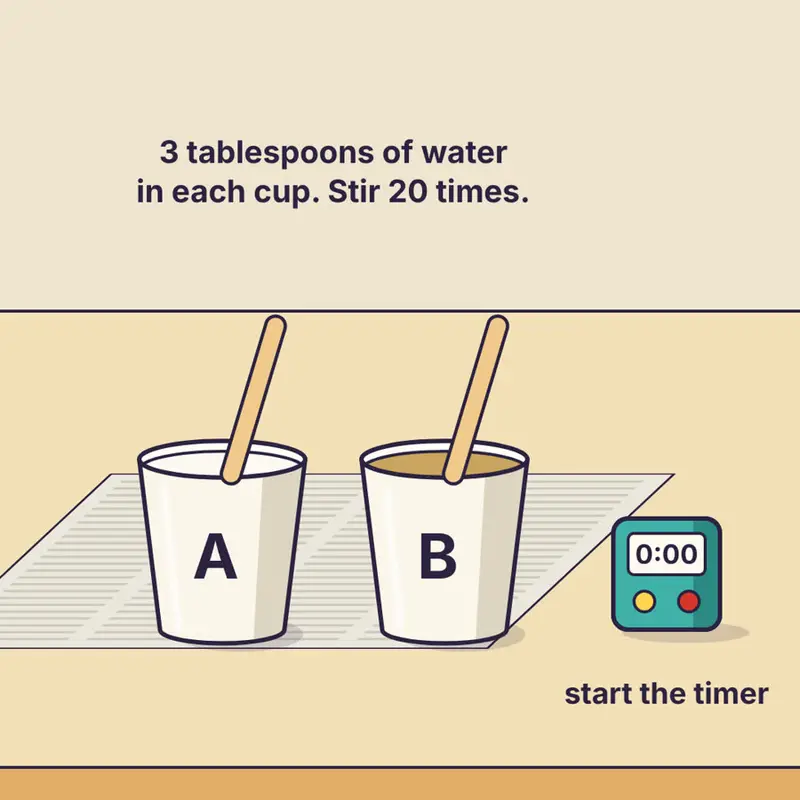 3 tablespoons of water
in each cup. Stir 20 times.
A
B
0:00
start the timer